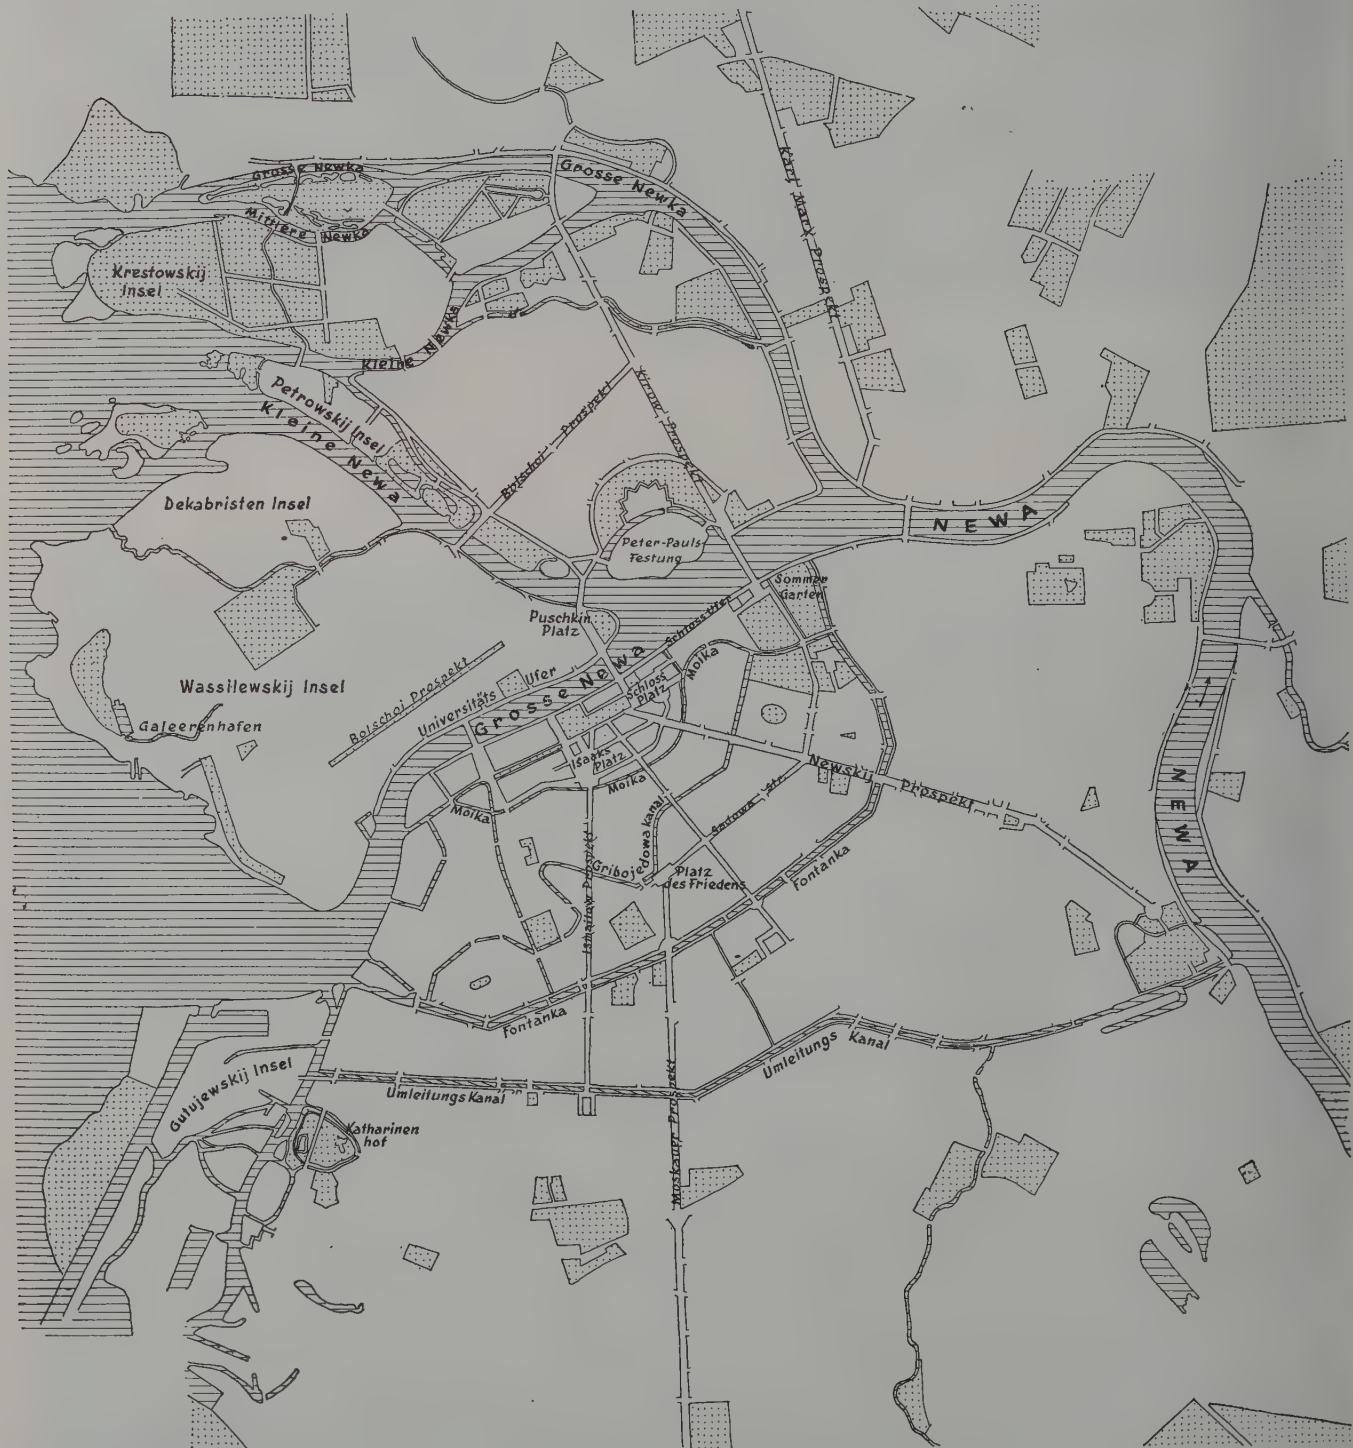 Grosse Newka
Grosse Newka
Karl Marx Prospekt
Mittlere Newka
Krestowskij
Insel
Kleine Newka
Petrowskij Insel
Kleine Newa
Bolschoj Prospekt
Kirow Prospekt
Dekabristen Insel
NEWA
Peter-Pauls-
Festung
Sommer
Garten
Puschkin
Platz
Schloss Ufer
Moika
Wassilewskij Insel
Bolschoj Prospekt
Universitäts Ufer
Grosse Newa
Schloss
Platz
Galeerenhafen
Isaaks
Platz
Newskij Prospekt
NEWA
Moika
Moika
Sadowa Str.
Gribojedowa Kanal
Platz
des Friedens
Fontanka
Ismailow Prospekt
Fontanka
Umleitungs Kanal
Gutujewskij Insel
Umleitungs Kanal
Katharinen
hof
Moskauer Prospekt